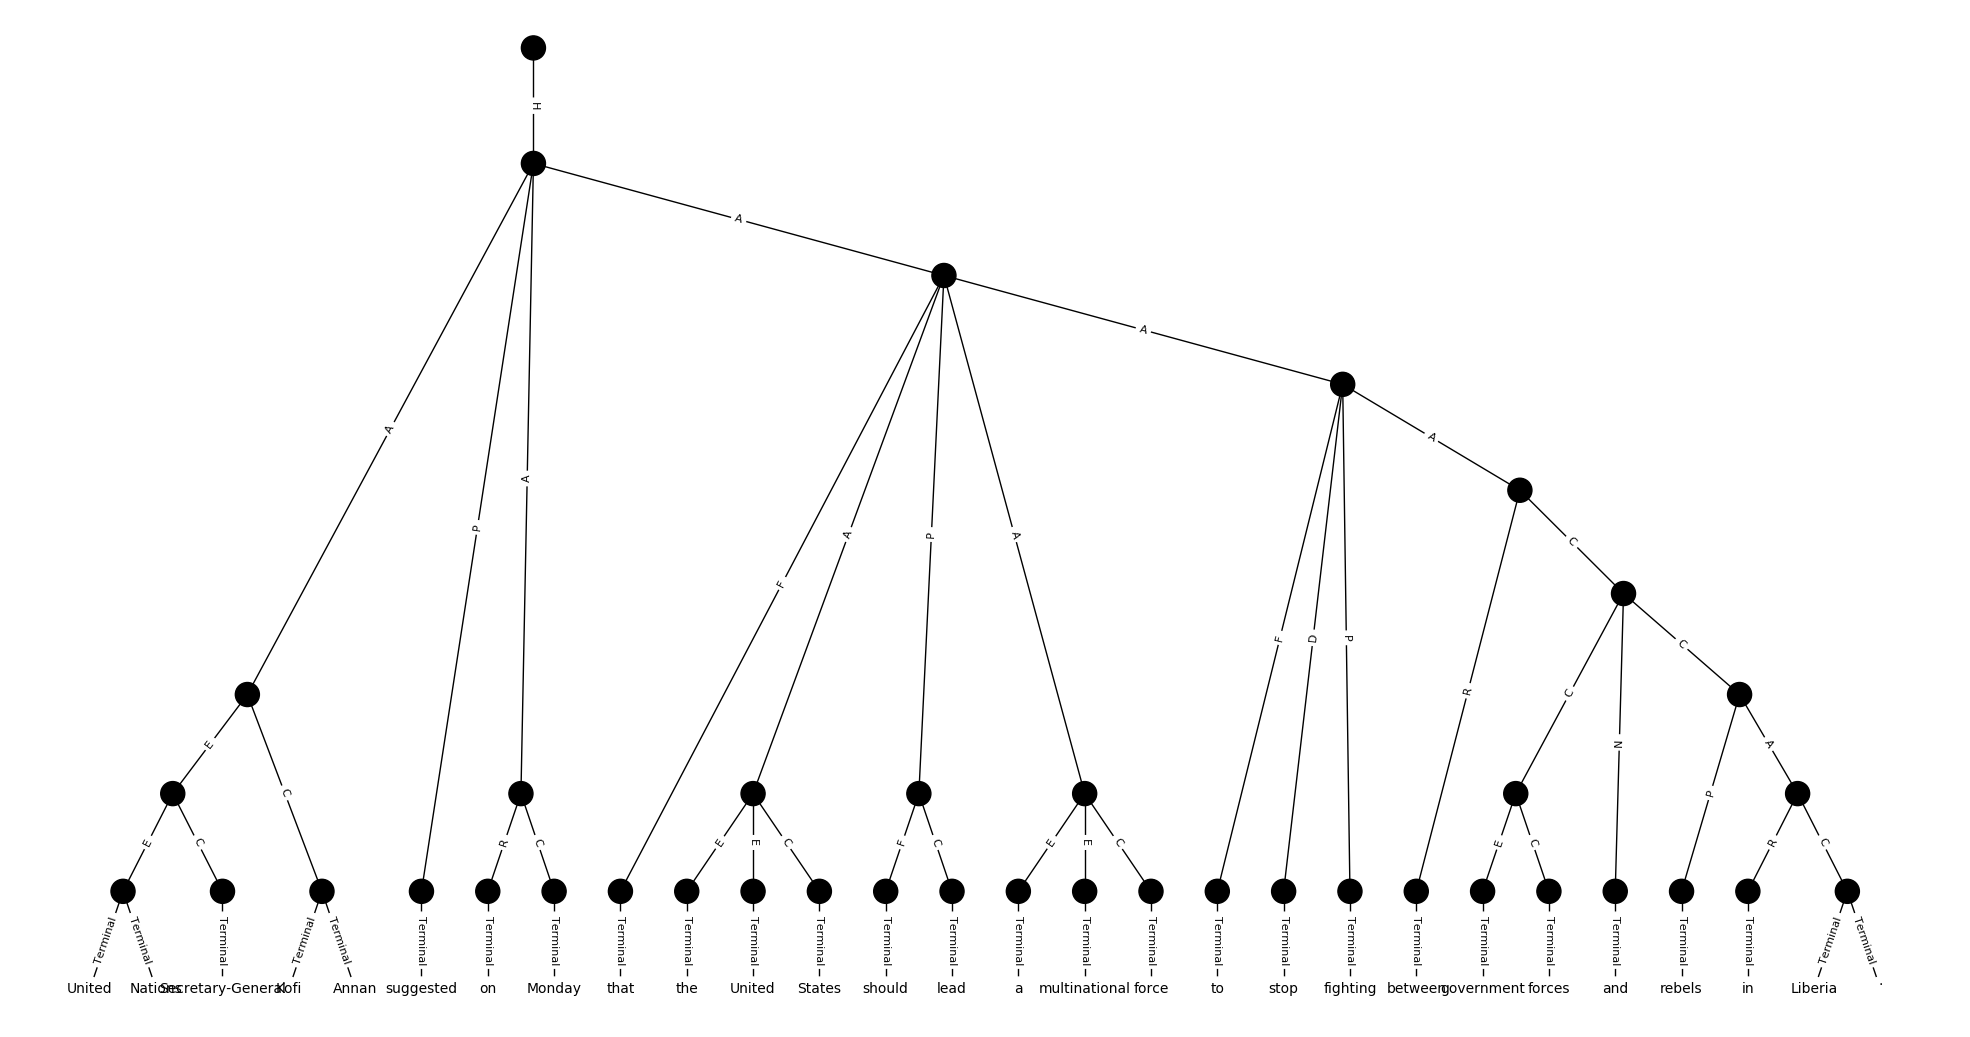 H
A
A
A
A
A
C
A
P
A
F
A
P
A
F
D
P
R
C
N
C
E
C
P
A
E
C
R
C
E
E
C
F
C
E
E
C
E
C
R
C
Terminal Terminal Terminal Terminal Terminal Terminal Terminal Terminal Terminal Terminal Terminal Terminal Terminal Terminal Terminal Terminal Terminal Terminal Terminal Terminal Terminal Terminal Terminal Terminal Terminal Terminal Terminal Terminal
United Nations Secretary-General Kofi Annan suggested on Monday that the United States should lead a multinational force to stop fighting between government forces and rebels in Liberia .